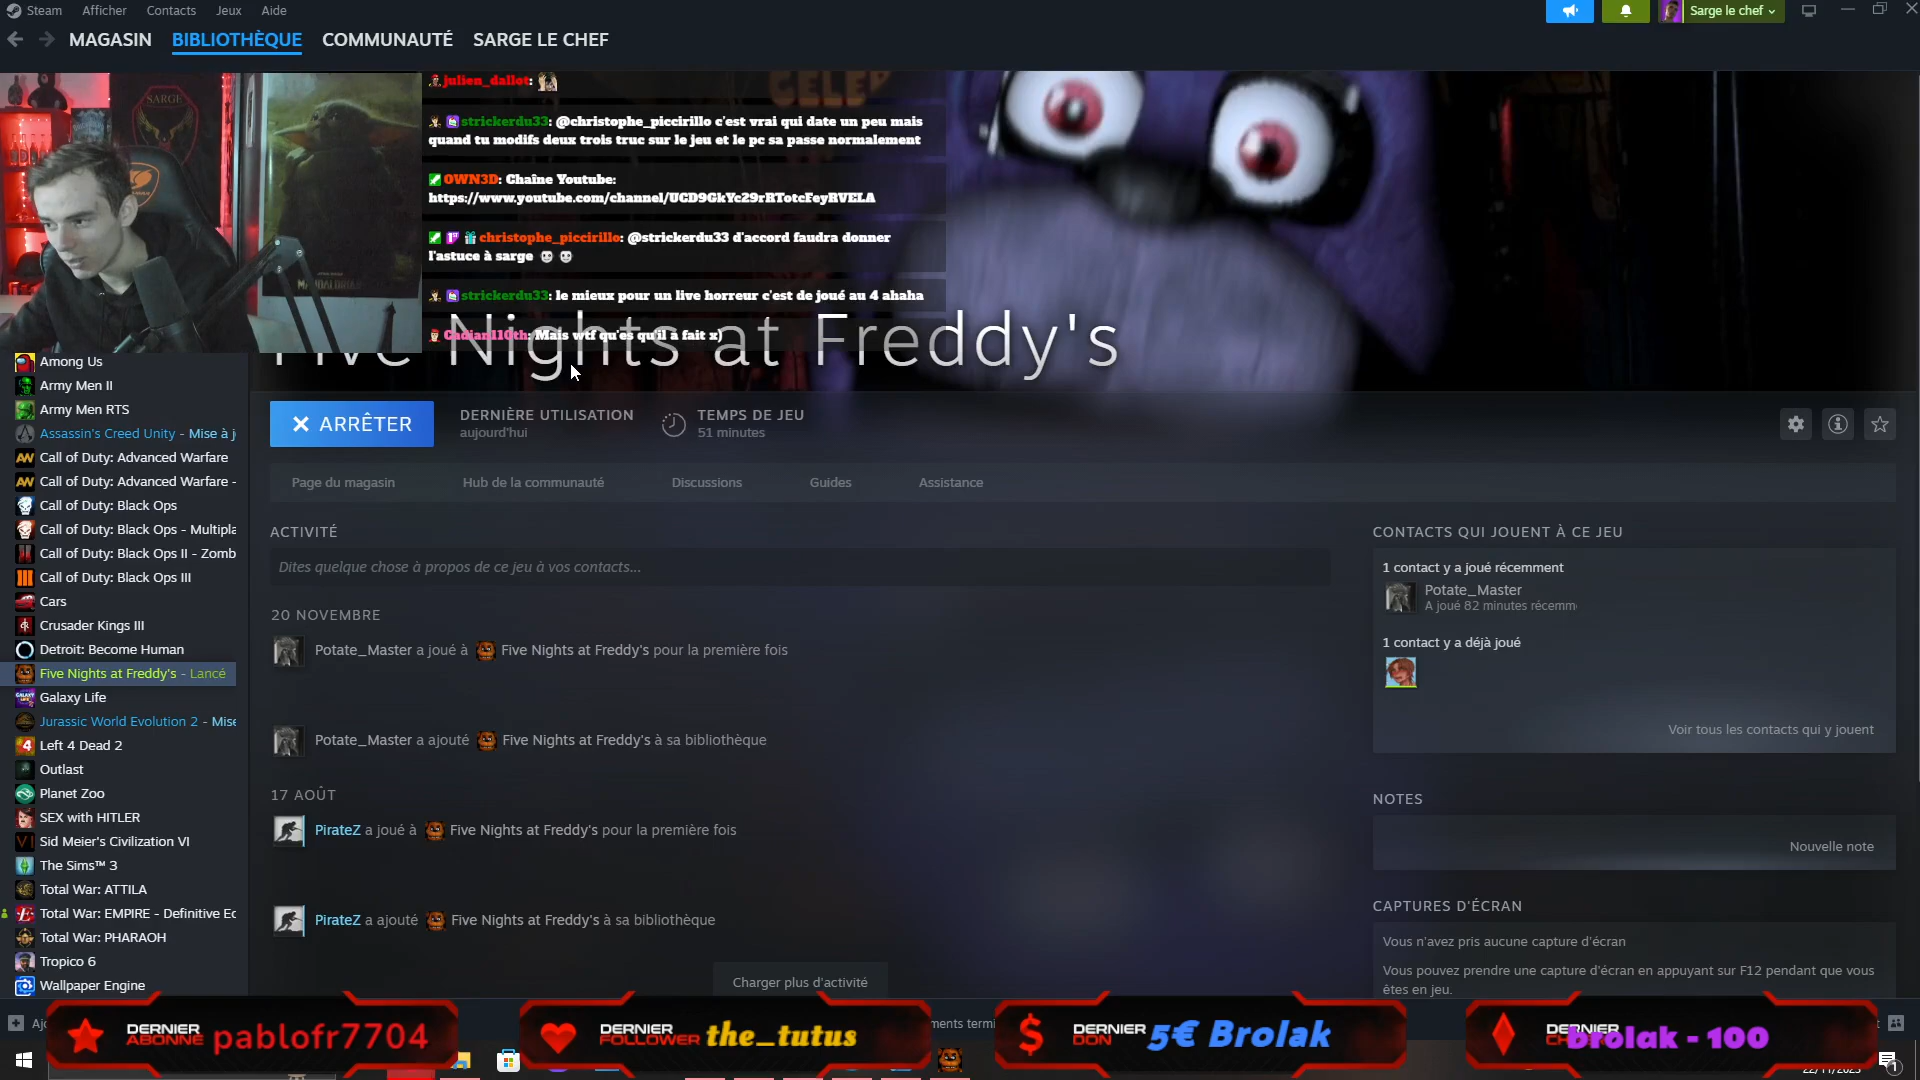 Steam Afficher Contacts Jeux Aide
Sarge le chef
MAGASIN BIBLIOTHÈQUE COMMUNAUTÉ SARGE LE CHEF
SARGE
CELEB
julien_dallot:
strickerdu33: @christophe_piccirillo c'est vrai qui date un peu mais
quand tu modifs deux trois truc sur le jeu et le pc sa passe normalement
OWN3D: Chaîne Youtube:
https://www.youtube.com/channel/UCD9GkYc29rRTotcFeyRVELA
christophe_piccirillo: @strickerdu33 d'accord faudra donner
l'astuce à sarge
strickerdu33: le mieux pour un live horreur c'est de joué au 4 ahaha
Cadian110th: Mais wtf qu'es qu'il à fait x)
Five Nights at Freddy's
Among Us
Army Men II
Army Men RTS
Assassin's Creed Unity - Mise à j
Call of Duty: Advanced Warfare
Call of Duty: Advanced Warfare -
Call of Duty: Black Ops
Call of Duty: Black Ops - Multipla
Call of Duty: Black Ops II - Zomb
Call of Duty: Black Ops III
Cars
Crusader Kings III
Detroit: Become Human
Five Nights at Freddy's - Lancé
Galaxy Life
Jurassic World Evolution 2 - Mise
Left 4 Dead 2
Outlast
Planet Zoo
SEX with HITLER
Sid Meier's Civilization VI
The Sims™ 3
Total War: ATTILA
Total War: EMPIRE - Definitive Ec
Total War: PHARAOH
Tropico 6
Wallpaper Engine
ARRÊTER
DERNIÈRE UTILISATION
aujourd'hui
TEMPS DE JEU
51 minutes
Page du magasin Hub de la communauté Discussions Guides Assistance
ACTIVITÉ
Dites quelque chose à propos de ce jeu à vos contacts...
20 NOVEMBRE
Potate_Master a joué à Five Nights at Freddy's pour la première fois
Potate_Master a ajouté Five Nights at Freddy's à sa bibliothèque
17 AOÛT
PirateZ a joué à Five Nights at Freddy's pour la première fois
PirateZ a ajouté Five Nights at Freddy's à sa bibliothèque
Charger plus d'activité
CONTACTS QUI JOUENT À CE JEU
1 contact y a joué récemment
Potate_Master
A joué 82 minutes récemm
1 contact y a déjà joué
Voir tous les contacts qui y jouent
NOTES
Nouvelle note
CAPTURES D'ÉCRAN
Vous n'avez pris aucune capture d'écran
Vous pouvez prendre une capture d'écran en appuyant sur F12 pendant que vous
êtes en jeu.
DERNIER
ABONNE
pablofr7704
DERNIER
FOLLOWER
the_tutus
DERNIER
DON
5€ Brolak
DERNIER
brolak - 100
22/11/2023